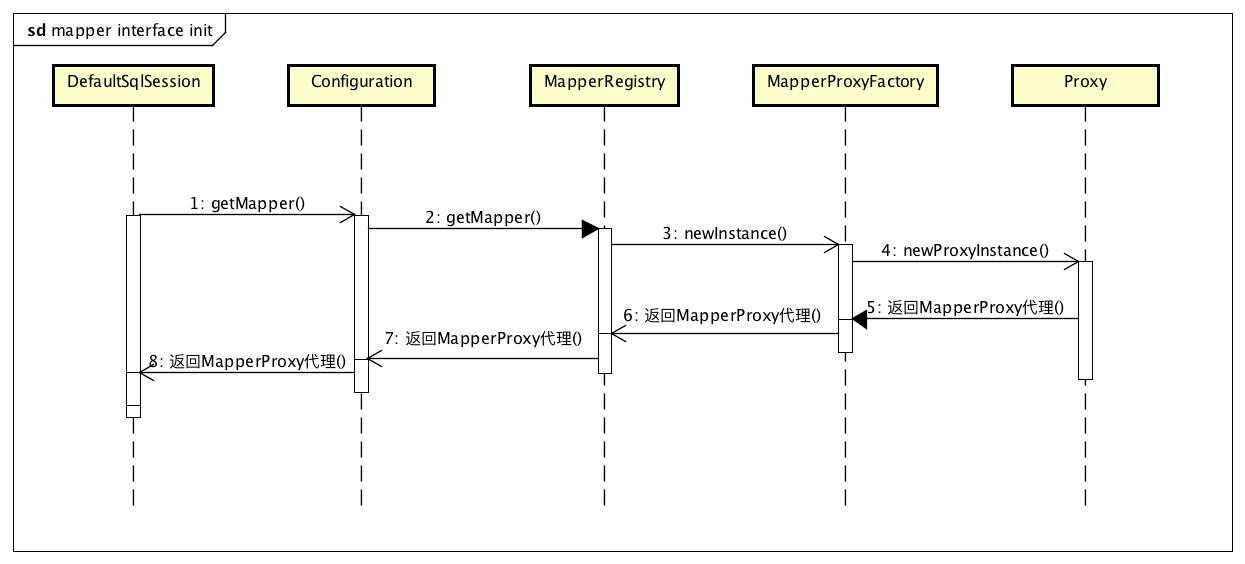 sd mapper interface init
DefaultSqlSession
Configuration
MapperRegistry
MapperProxyFactory
Proxy
1: getMapper()
2: getMapper()
3: newInstance()
4: newProxyInstance()
5: 返回MapperProxy代理()
6: 返回MapperProxy代理()
7: 返回MapperProxy代理()
8: 返回MapperProxy代理()